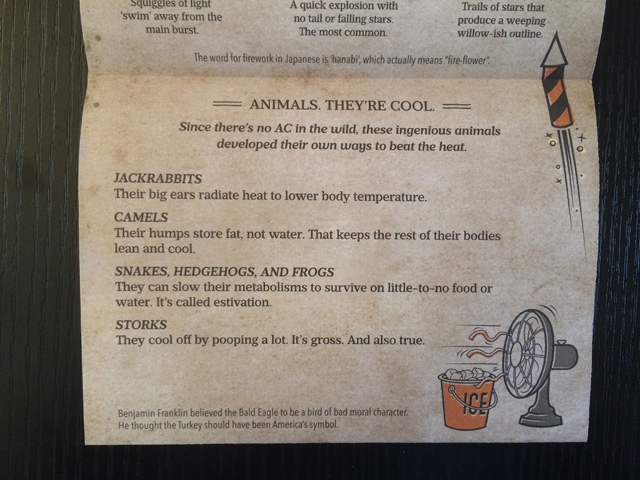 Squiggles of light
'swim' away from the
main burst.
A quick explosion with
no tail or falling stars.
The most common.
Trails of stars that
produce a weeping
willow-ish outline.
The word for firework in Japanese is 'hanabi', which actually means "fire-flower".
ANIMALS. THEY'RE COOL.
Since there's no AC in the wild, these ingenious animals
developed their own ways to beat the heat.
JACKRABBITS
Their big ears radiate heat to lower body temperature.
CAMELS
Their humps store fat, not water. That keeps the rest of their bodies
lean and cool.
SNAKES, HEDGEHOGS, AND FROGS
They can slow their metabolisms to survive on little-to-no food or
water. It's called estivation.
STORKS
They cool off by pooping a lot. It's gross. And also true.
ICE
Benjamin Franklin believed the Bald Eagle to be a bird of bad moral character.
He thought the Turkey should have been America's symbol.